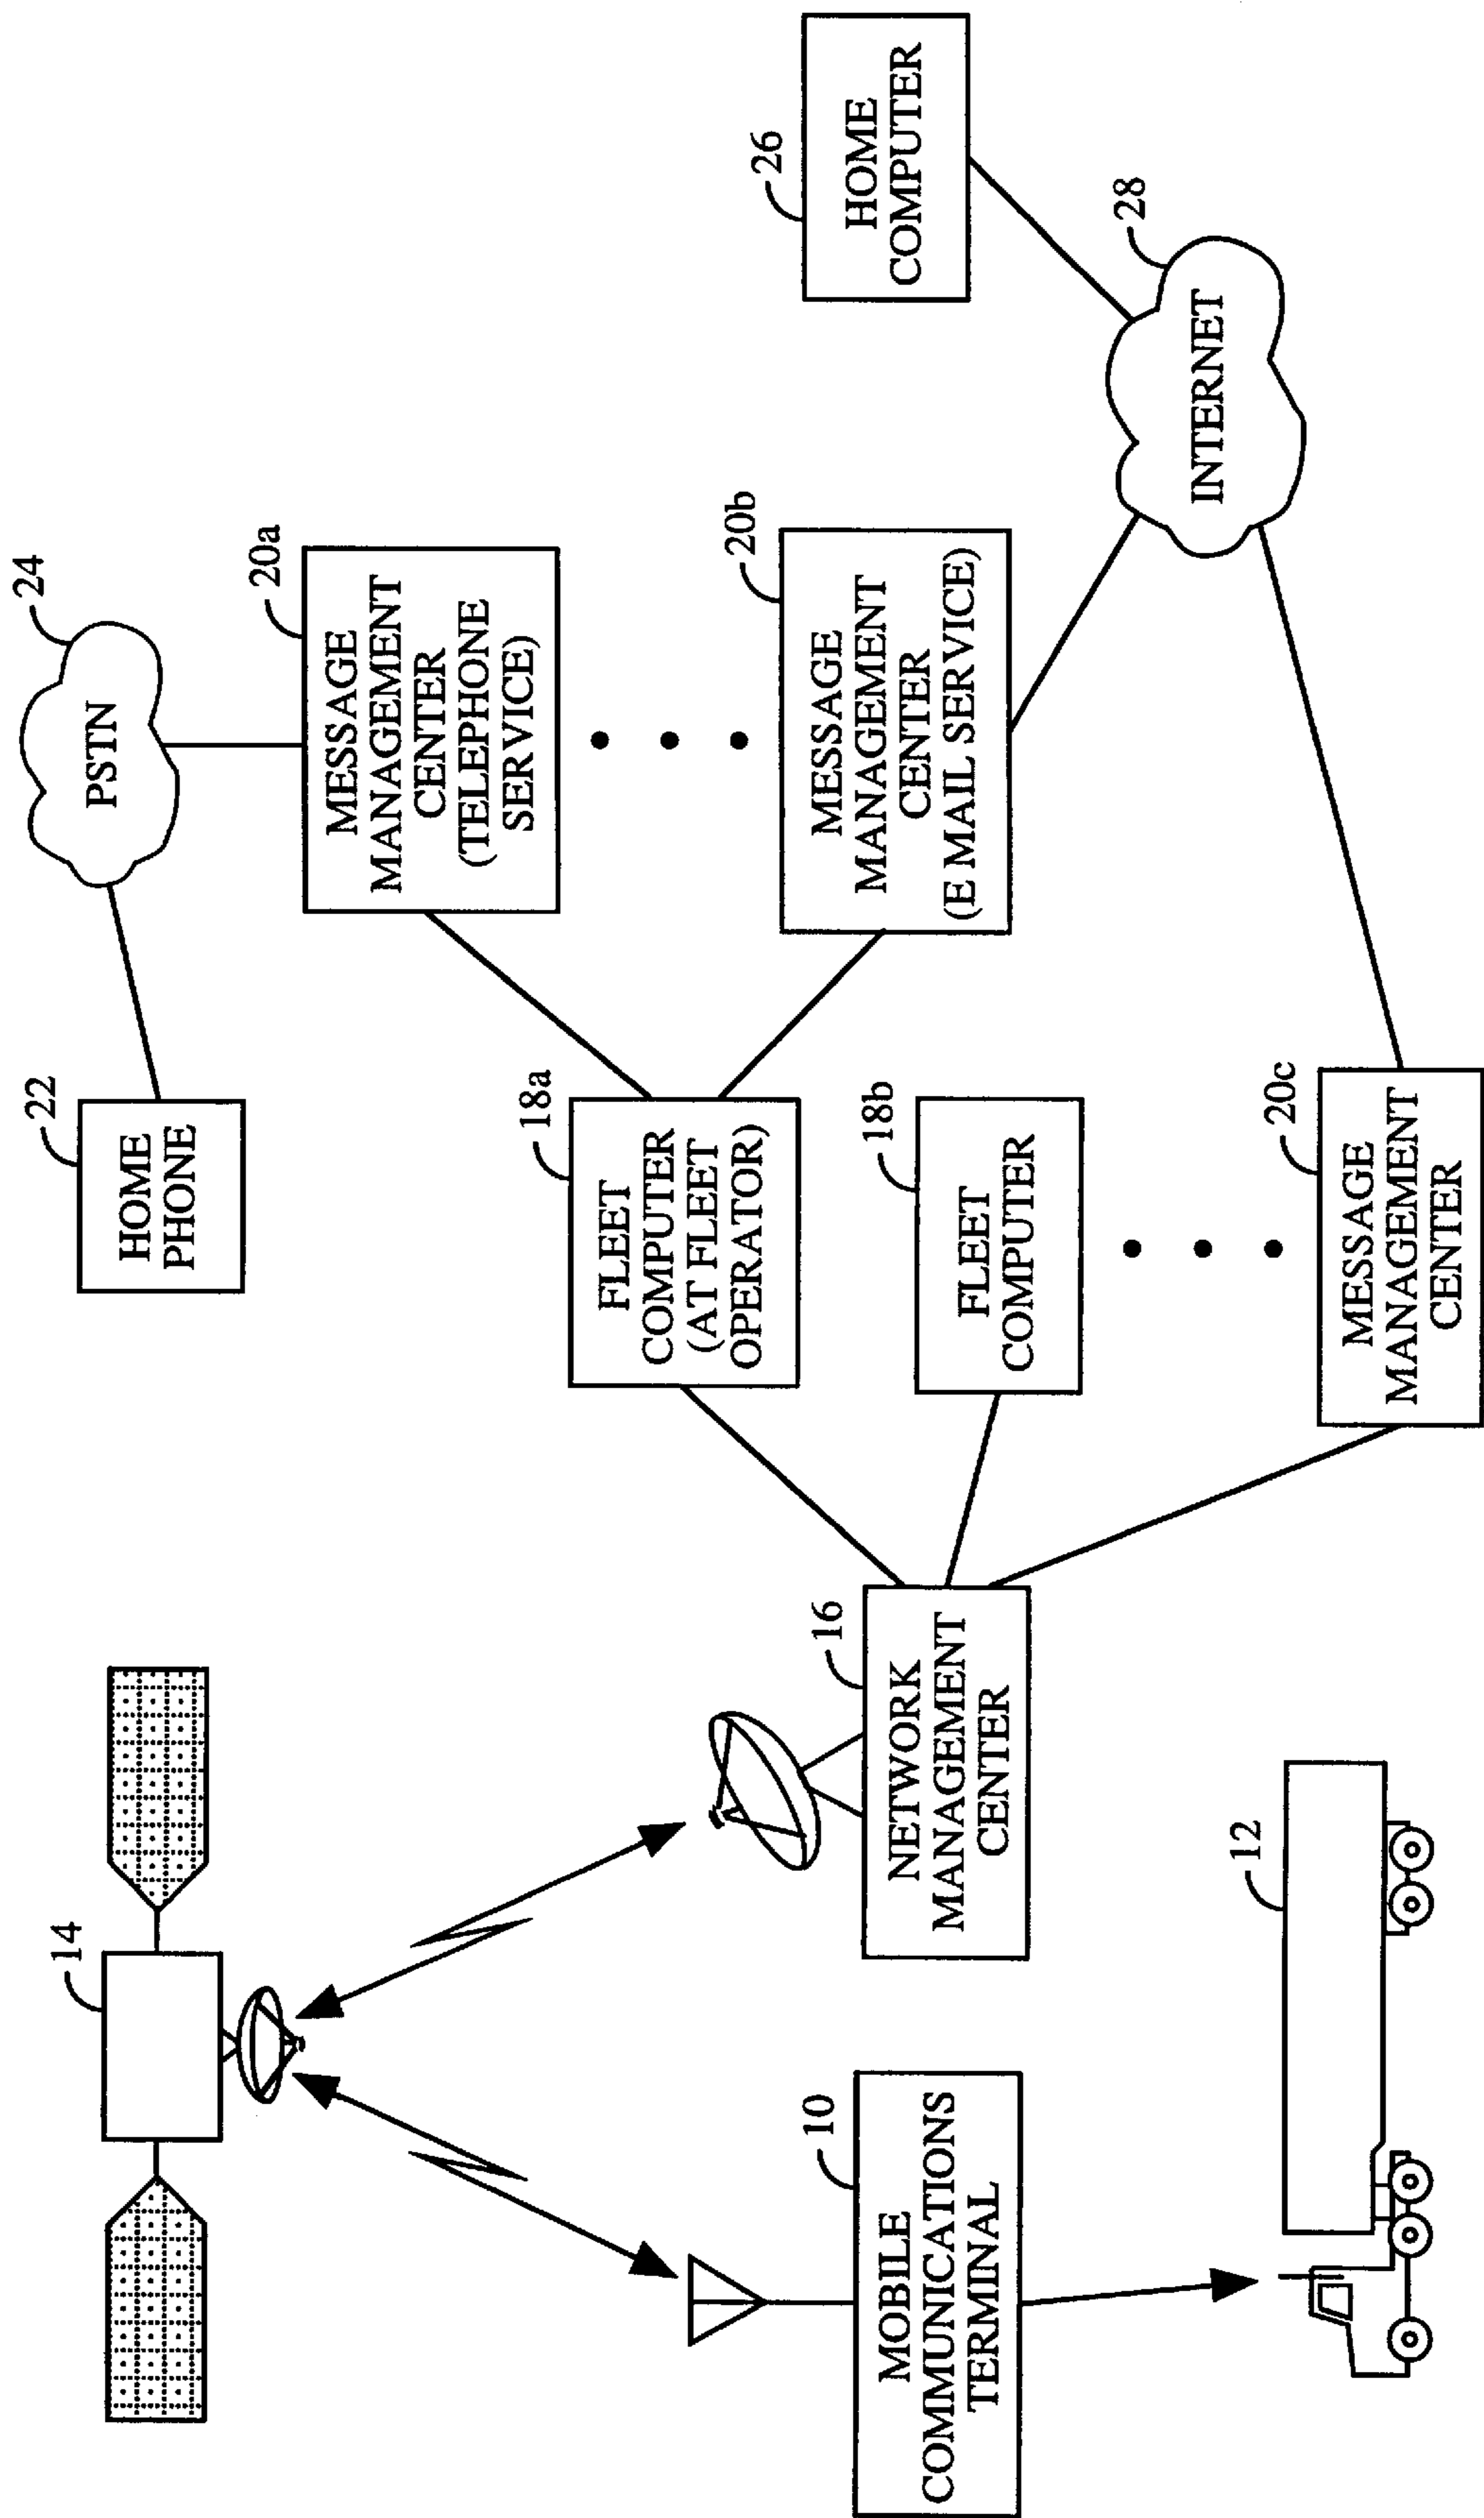 14
10
MOBILE
COMMUNICATIONS
TERMINAL
12
16
NETWORK
MANAGEMENT
CENTER
22
HOME
PHONE
18a
FLEET
COMPUTER
(AT FLEET
OPERATOR)
18b
FLEET
COMPUTER
20c
MESSAGE
MANAGEMENT
CENTER
24
PSTN
20a
MESSAGE
MANAGEMENT
CENTER
(TELEPHONE
SERVICE)
20b
MESSAGE
MANAGEMENT
CENTER
(E MAIL SERVICE)
26
HOME
COMPUTER
28
INTERNET